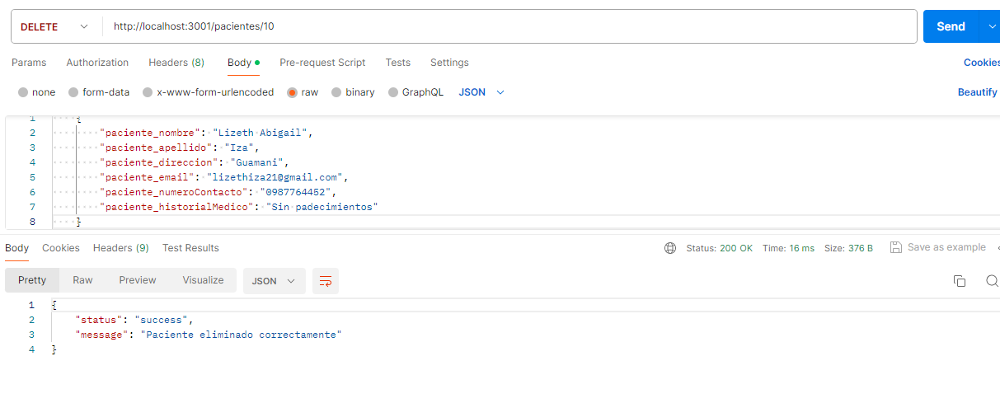 DELETE http://localhost:3001/pacientes/10 Send
Params Authorization Headers (8) Body Pre-request Script Tests Settings Cookies
none form-data x-www-form-urlencoded raw binary GraphQL JSON Beautify
1 {
2 "paciente_nombre": "Lizeth Abigail",
3 "paciente_apellido": "Iza",
4 "paciente_direccion": "Guamani",
5 "paciente_email": "lizethiza21@gmail.com",
6 "paciente_numeroContacto": "0987764452",
7 "paciente_historialMedico": "Sin padecimientos"
8 }
Body Cookies Headers (9) Test Results Status: 200 OK Time: 16 ms Size: 376 B Save as example
Pretty Raw Preview Visualize JSON
1 {
2 "status": "success",
3 "message": "Paciente eliminado correctamente"
4 }